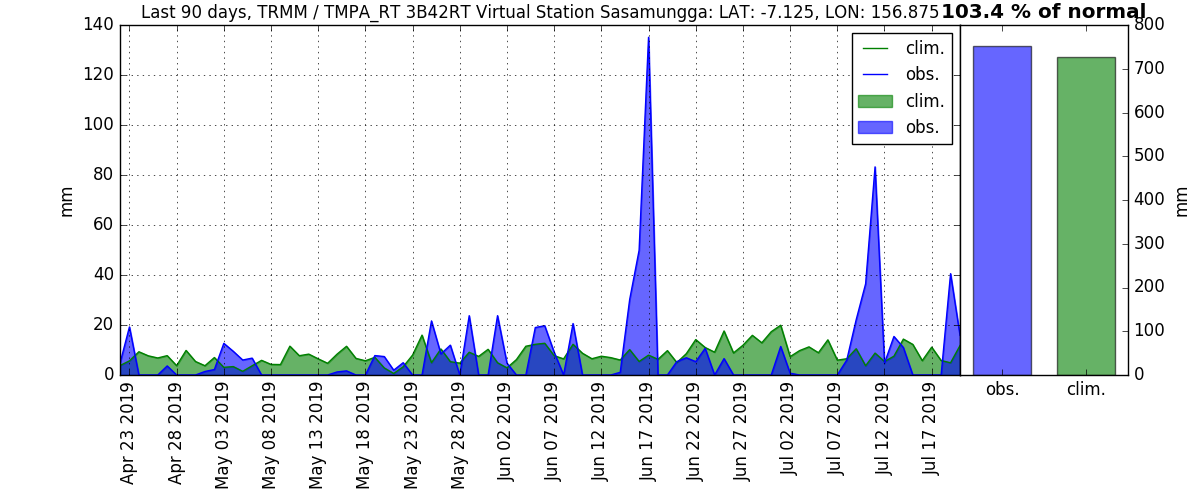 Last 90 days, TRMM / TMPA_RT 3B42RT Virtual Station Sasamungga: LAT: -7.125, LON: 156.875
103.4 % of normal
140
120
100
80
60
40
20
0
mm
clim.
obs.
clim.
obs.
Apr 23 2019
Apr 28 2019
May 03 2019
May 08 2019
May 13 2019
May 18 2019
May 23 2019
May 28 2019
Jun 02 2019
Jun 07 2019
Jun 12 2019
Jun 17 2019
Jun 22 2019
Jun 27 2019
Jul 02 2019
Jul 07 2019
Jul 12 2019
Jul 17 2019
800
700
600
500
400
300
200
100
0
mm
obs.
clim.